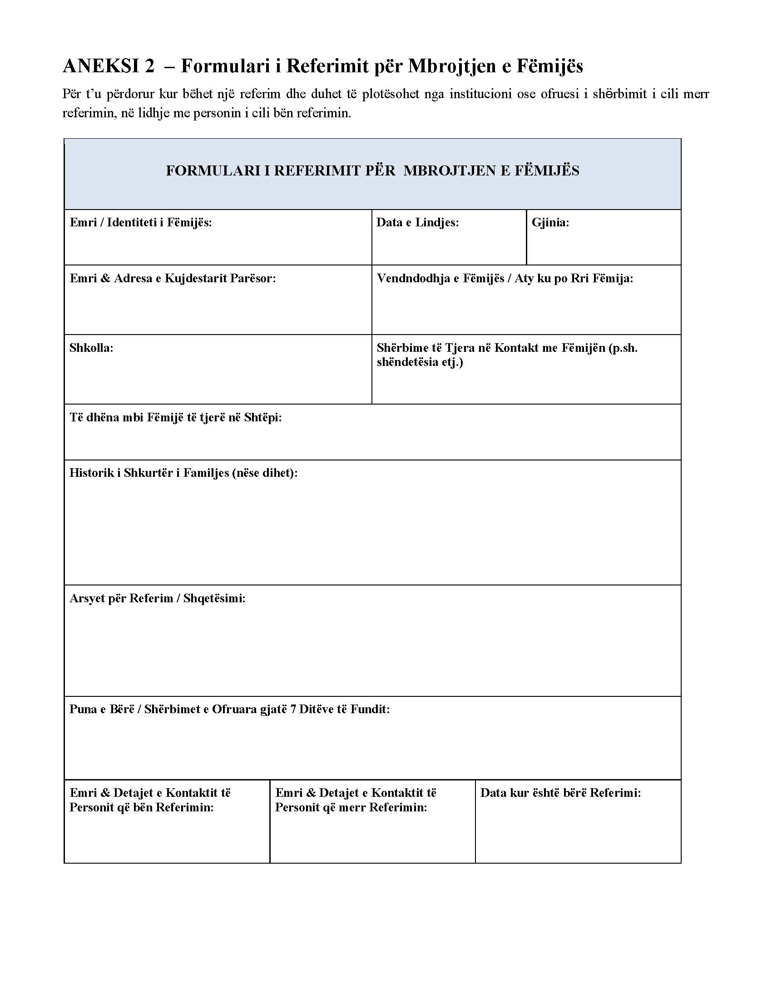 ANEKSI 2 – Formulari i Referimit për Mbrojtjen e Fëmijës
Për t’u përdorur kur bëhet një referim dhe duhet të plotësohet nga institucioni ose ofruesi i shërbimit i cili merr
referimin, në lidhje me personin i cili bën referimin.
FORMULARI I REFERIMIT PËR MBROJTJEN E FËMIJËS
Emri / Identiteti i Fëmijës:
Data e Lindjes:
Gjinia:
Emri & Adresa e Kujdestarit Parësor:
Vendndodhja e Fëmijës / Aty ku po Rri Fëmija:
Shkolla:
Shërbime të Tjera në Kontakt me Fëmijën (p.sh.
shëndetësia etj.)
Të dhëna mbi Fëmijë të tjerë në Shtëpi:
Historik i Shkurtër i Familjes (nëse dihet):
Arsyet për Referim / Shqetësimi:
Puna e Bërë / Shërbimet e Ofruara gjatë 7 Ditëve të Fundit:
Emri & Detajet e Kontaktit të
Personit që bën Referimin:
Emri & Detajet e Kontaktit të
Personit që merr Referimin:
Data kur është bërë Referimi: